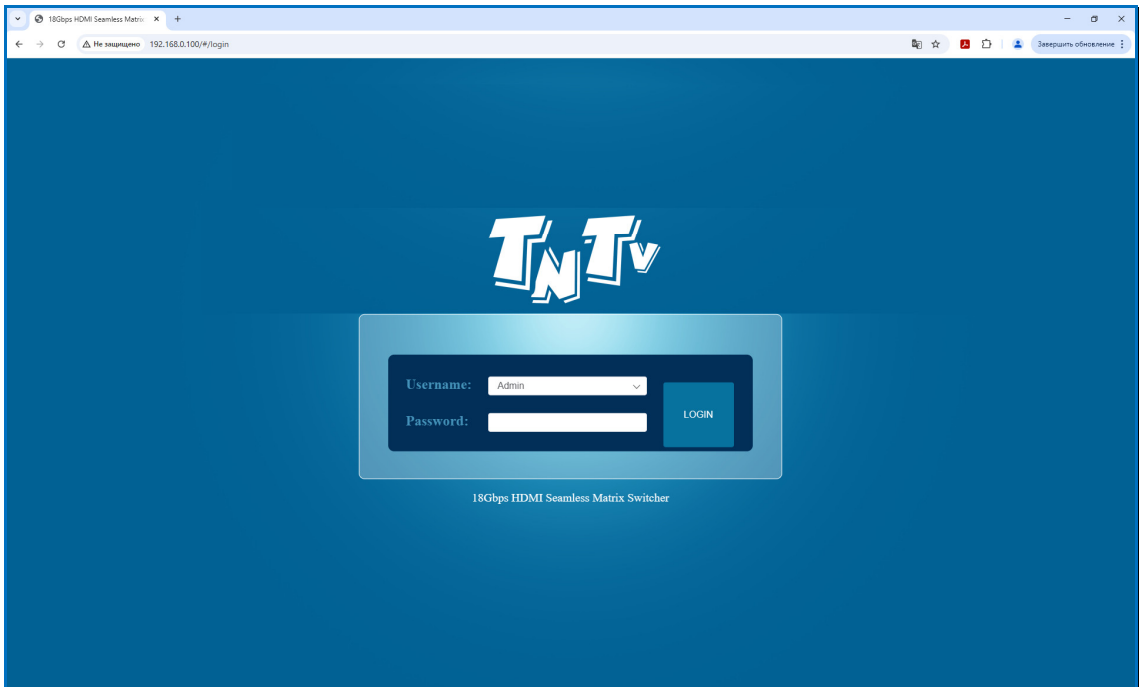 18Gbps HDMI Seamless Matri
Не защищено 192.168.0.100/#/login Завершить обновление
TNTV
Username: Admin
Password:
LOGIN
18Gbps HDMI Seamless Matrix Switcher